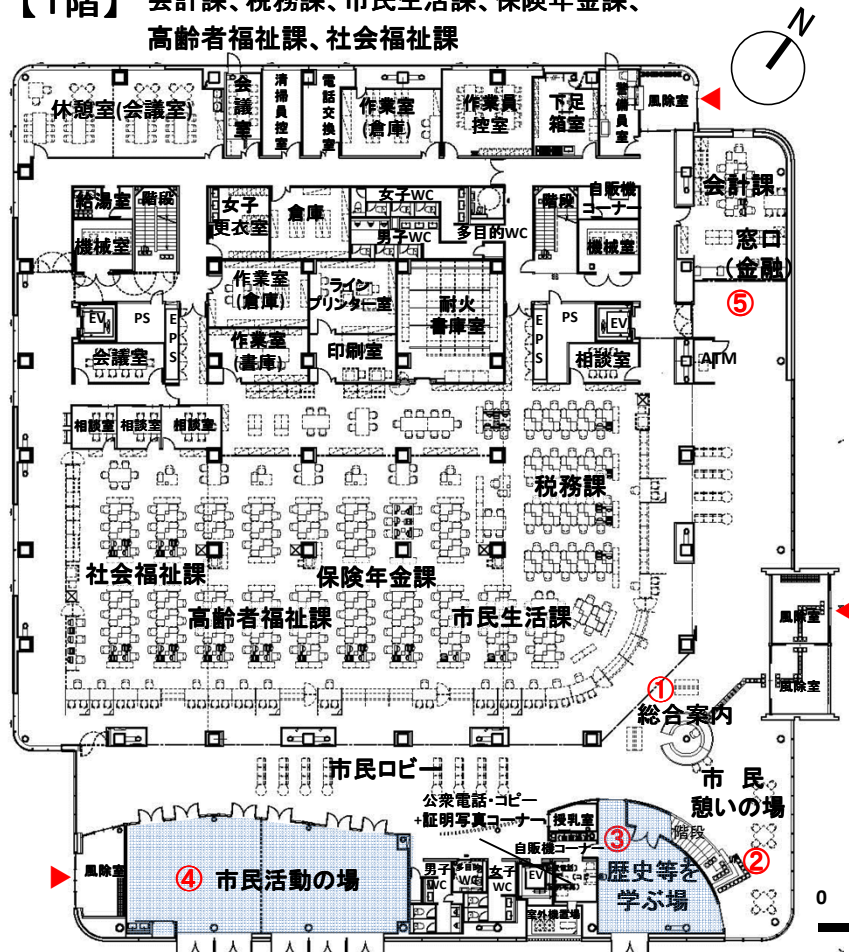 【1階】 会計課、税務課、市民生活課、保険年金課、
高齢者福祉課、社会福祉課
N
休憩室(会議室)
会議室
清掃員控室
電話交換室
作業室
(倉庫)
作業員
控室
下足
箱室
警備員室
風除室
会計課
窓口
(金融)
⑤
給湯室
階段
機械室
女子
更衣室
倉庫
女子WC
男子WC
多目的WC
階段
自販機
コーナー
機械室
作業室
(倉庫)
ライン
プリンター室
耐火
書庫室
EV
PS
EPS
会議室
作業室
(書庫)
印刷室
EPS
PS
EV
相談室
ATM
相談室
相談室
相談室
税務課
社会福祉課
保険年金課
高齢者福祉課
市民生活課
風除室
風除室
①
総合案内
市民ロビー
市 民
憩いの場
公衆電話・コピー
+証明写真コーナー
授乳室
③
階段
②
自販機コーナー
風除室
④ 市民活動の場
男子
WC
多目的
WC
女子
WC
EV
歴史等を
学ぶ場
室外機置場
0